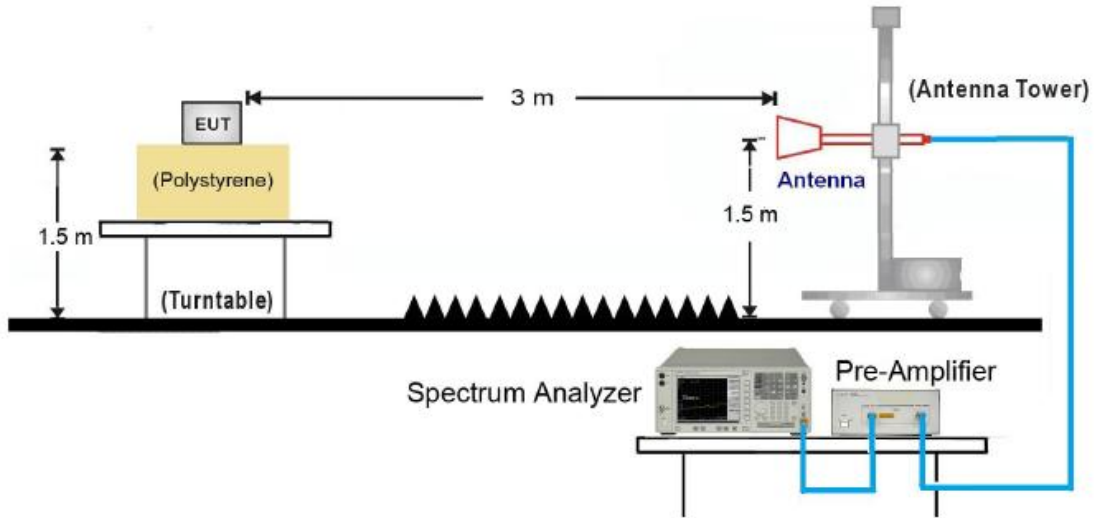 3 m
(Antenna Tower)
EUT
(Polystyrene)
Antenna
1.5 m
1.5 m
(Turntable)
Spectrum Analyzer
Pre-Amplifier